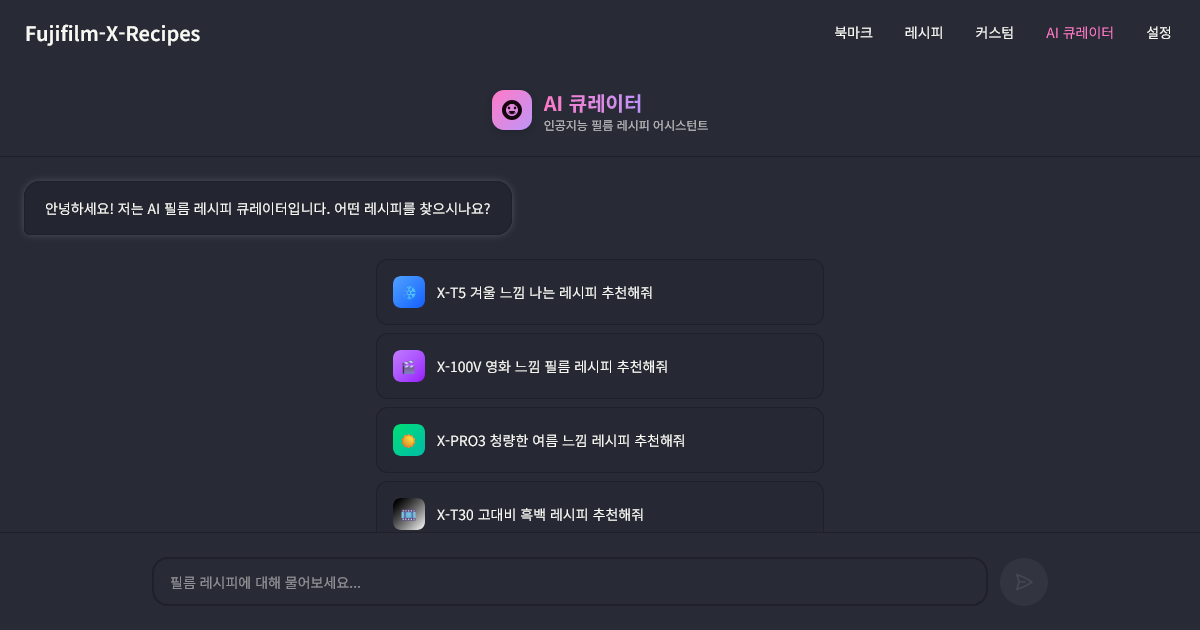 Fujifilm-X-Recipes
북마크
레시피
커스텀
AI 큐레이터
설정
AI 큐레이터
인공지능 필름 레시피 어시스턴트
안녕하세요! 저는 AI 필름 레시피 큐레이터입니다. 어떤 레시피를 찾으시나요?
X-T5 겨울 느낌 나는 레시피 추천해줘
X-100V 영화 느낌 필름 레시피 추천해줘
X-PRO3 청량한 여름 느낌 레시피 추천해줘
X-T30 고대비 흑백 레시피 추천해줘
필름 레시피에 대해 물어보세요...